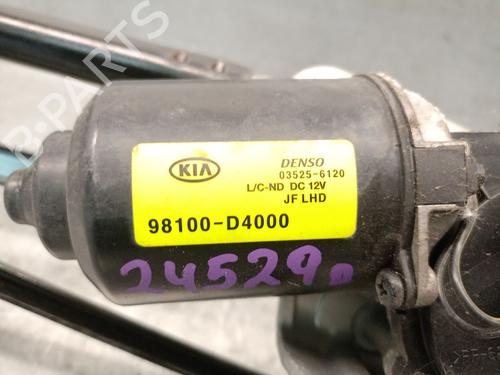 B-PARTS
KIA
DENSO
03525-6120
L/C-ND DC 12V
JF LHD
98100-D4000
24529